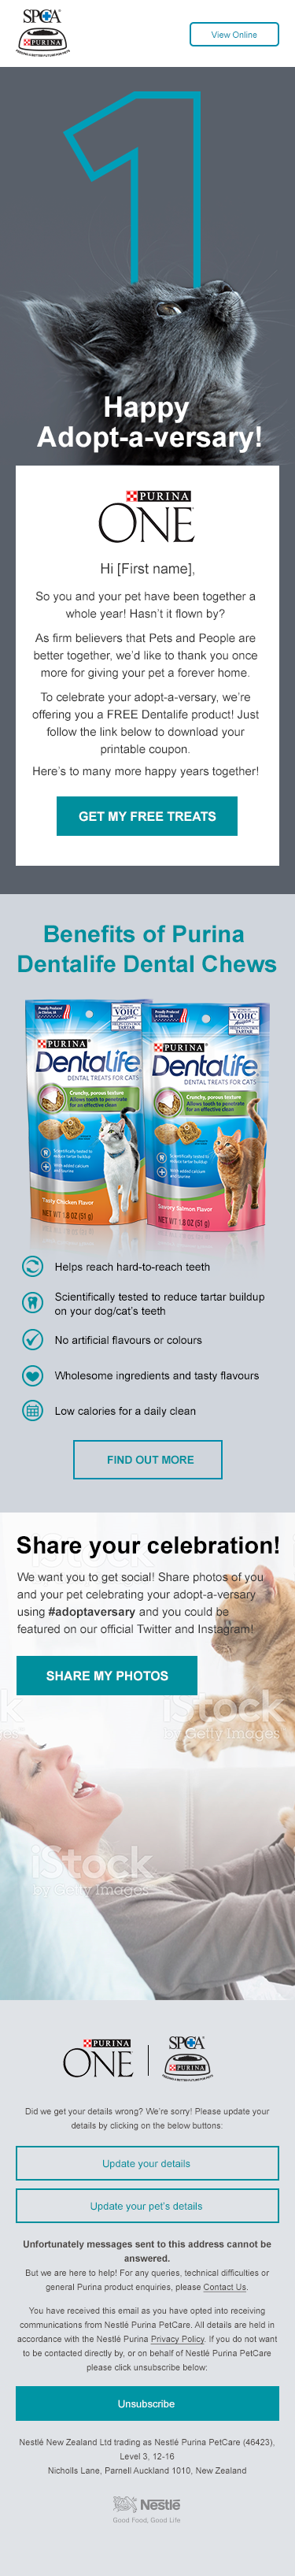 SPCA
PURINA
View Online
1
Happy
Adopt-a-versary!
PURINA
ONE
Hi [First name],
So you and your pet have been together a
whole year! Hasn't it flown by?
As firm believers that Pets and People are
better together, we'd like to thank you once
more for giving your pet a forever home.
To celebrate your adopt-a-versary, we're
offering you a FREE Dentalife product! Just
follow the link below to download your
printable coupon.
Here's to many more happy years together!
GET MY FREE TREATS
Benefits of Purina
Dentalife Dental Chews
VOHC
VOHC
PURINA
PURINA
DentaLife
DentaLife
DENTAL TREATS FOR CATS
DENTAL TREATS FOR CATS
Crunchy, porous texture
Allows tooth to penetrate
for an effective clean
Crunchy, porous texture
Allows tooth to penetrate
for an effective clean
Tasty Chicken Flavor
Savory Salmon Flavor
NET WT 1.8 OZ (51 g)
NET WT 1.8 OZ (51 g)
Helps reach hard-to-reach teeth
Scientifically tested to reduce tartar buildup
on your dog/cat's teeth
No artificial flavours or colours
Wholesome ingredients and tasty flavours
Low calories for a daily clean
FIND OUT MORE
Share your celebration!
We want you to get social! Share photos of you
and your pet celebrating your adopt-a-versary
using #adoptaversary and you could be
featured on our official Twitter and Instagram!
SHARE MY PHOTOS
iStock
by Getty Images
iStock
by Getty Images
PURINA
ONE
SPCA
PURINA
Did we get your details wrong? We're sorry! Please update your
details by clicking on the below buttons:
Update your details
Update your pet's details
Unfortunately messages sent to this address cannot be
answered.
But we are here to help! For any queries, technical difficulties or
general Purina product enquiries, please Contact Us.
You have received this email as you have opted into receiving
communications from Nestlé Purina PetCare. All details are held in
accordance with the Nestlé Purina Privacy Policy. If you do not want
to be contacted directly by, or on behalf of Nestlé Purina PetCare
please click unsubscribe below:
Unsubscribe
Nestlé New Zealand Ltd trading as Nestlé Purina PetCare (46423),
Level 3, 12-16
Nicholls Lane, Parnell Auckland 1010, New Zealand
Nestlé
Good Food, Good Life